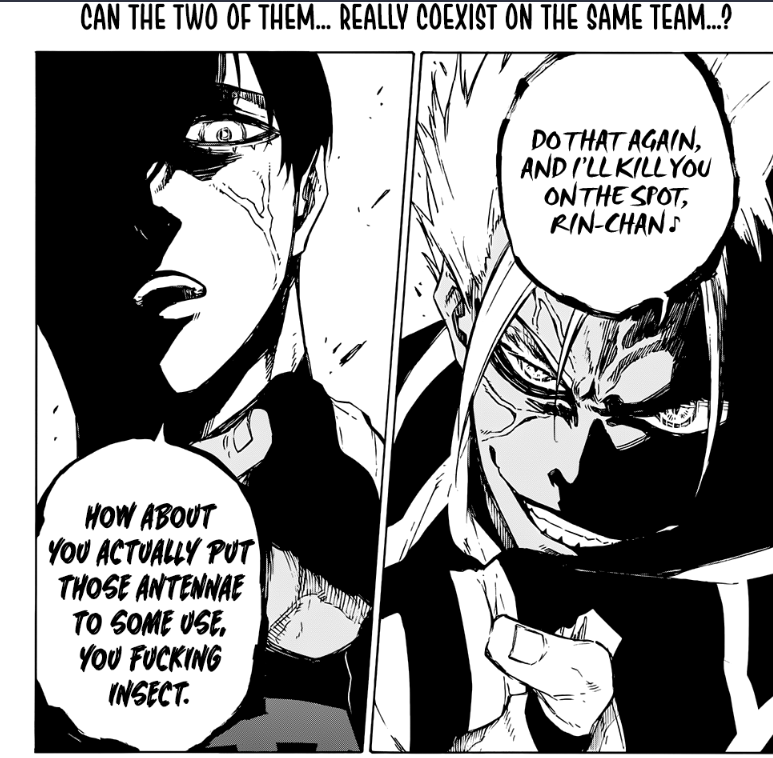 CAN THE TWO OF THEM... REALLY COEXIST ON THE SAME TEAM...?
DO THAT AGAIN,
AND I'LL KILL YOU
ON THE SPOT,
RIN-CHAN♪
HOW ABOUT
YOU ACTUALLY PUT
THOSE ANTENNAE
TO SOME USE,
YOU FUCKING
INSECT.